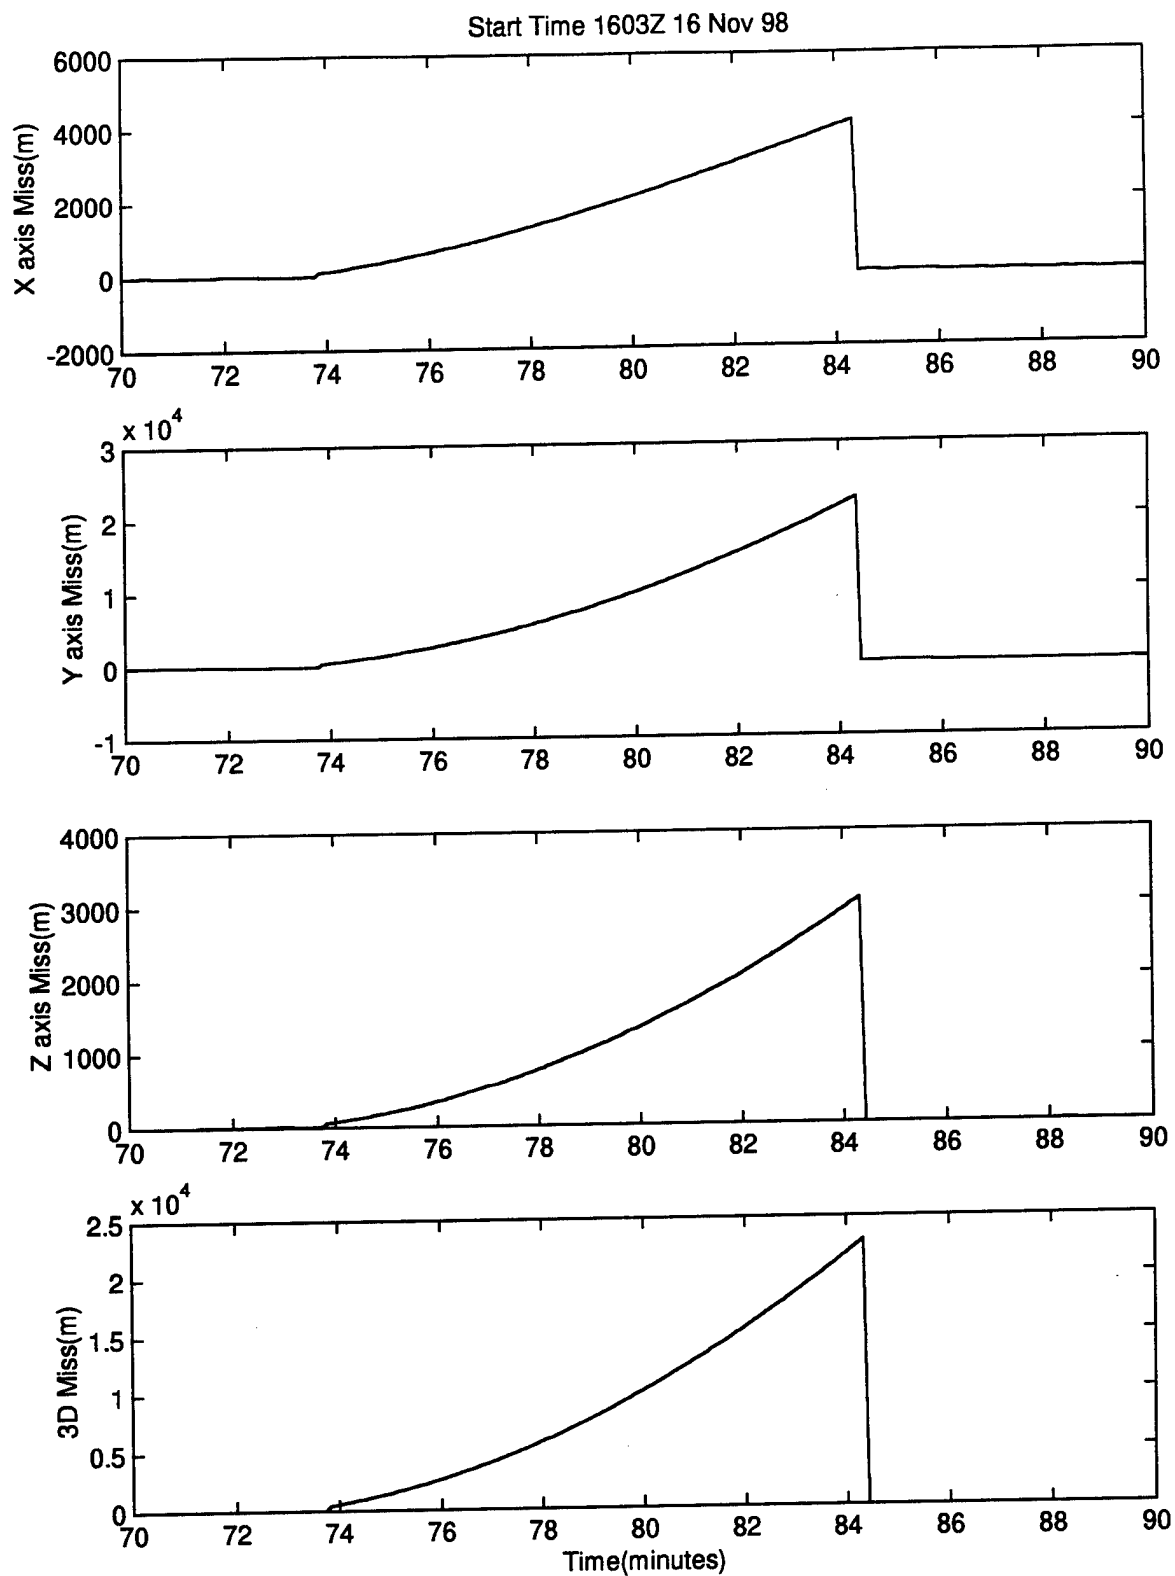 Start Time 1603Z 16 Nov 98
6000
4000
2000
0
-2000
X axis Miss(m)
70 72 74 76 78 80 82 84 86 88 90
x 10^4
3
2
1
0
-1
Y axis Miss(m)
70 72 74 76 78 80 82 84 86 88 90
4000
3000
2000
1000
0
Z axis Miss(m)
70 72 74 76 78 80 82 84 86 88 90
x 10^4
2.5
2
1.5
1
0.5
0
3D Miss(m)
70 72 74 76 78 80 82 84 86 88 90
Time(minutes)